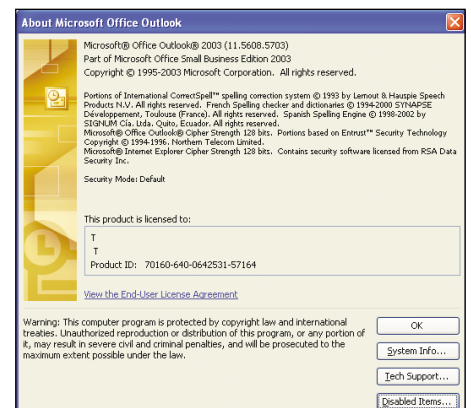 About Microsoft Office Outlook
Microsoft® Office Outlook® 2003 (11.5608.5703)
Part of Microsoft Office Small Business Edition 2003
Copyright © 1995-2003 Microsoft Corporation.  All rights reserved.
Portions of International CorrectSpell™ spelling correction system © 1993 by Lernout & Hauspie Speech
Products N.V. All rights reserved.  French Spelling checker and dictionaries © 1994-2000 SYNAPSE
Développement, Toulouse (France). All rights reserved.  Spanish Spelling Engine © 1998-2002 by
SIGNUM Cía. Ltda. Quito, Ecuador. All rights reserved.
Microsoft® Office Outlook® Cipher Strength 128 bits.  Portions based on Entrust™ Security Technology
Copyright © 1994-1996. Northern Telecom Limited.
Microsoft® Internet Explorer Cipher Strength 128 bits.  Contains security software licensed from RSA Data
Security Inc.
Security Mode: Default
This product is licensed to:
T
T
Product ID:   70160-640-0642531-57164
View the End-User License Agreement
Warning: This computer program is protected by copyright law and international
treaties. Unauthorized reproduction or distribution of this program, or any portion of
it, may result in severe civil and criminal penalties, and will be prosecuted to the
maximum extent possible under the law.
OK
System Info...
Tech Support...
Disabled Items...